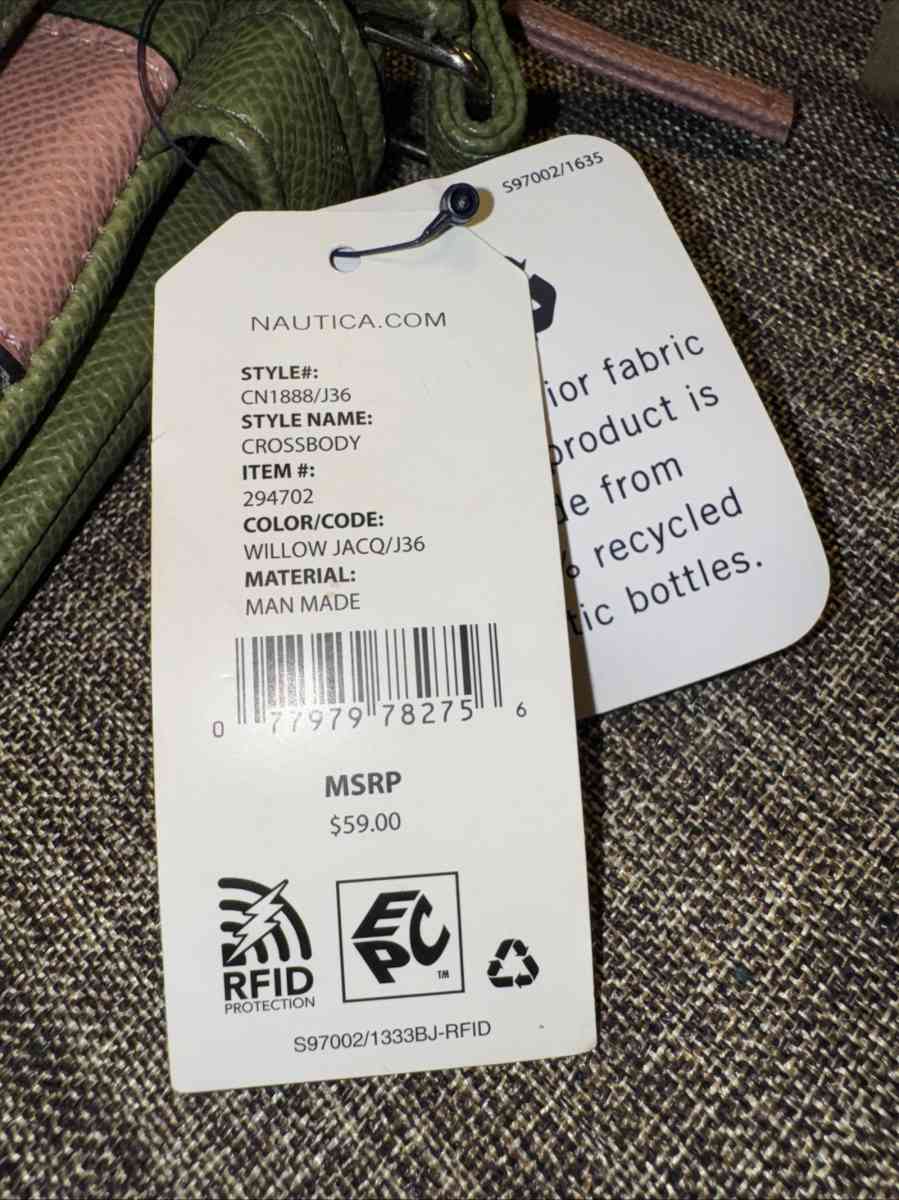 NAUTICA.COM
STYLE#:
CN1888/J36
STYLE NAME:
CROSSBODY
ITEM #:
294702
COLOR/CODE:
WILLOW JACQ/J36
MATERIAL:
MAN MADE
0 77979 78275 6
MSRP
$59.00
RFID
PROTECTION
EPC
TM
S97002/1333BJ-RFID
S97002/1635
ior fabric
product is
de from
% recycled
tic bottles.